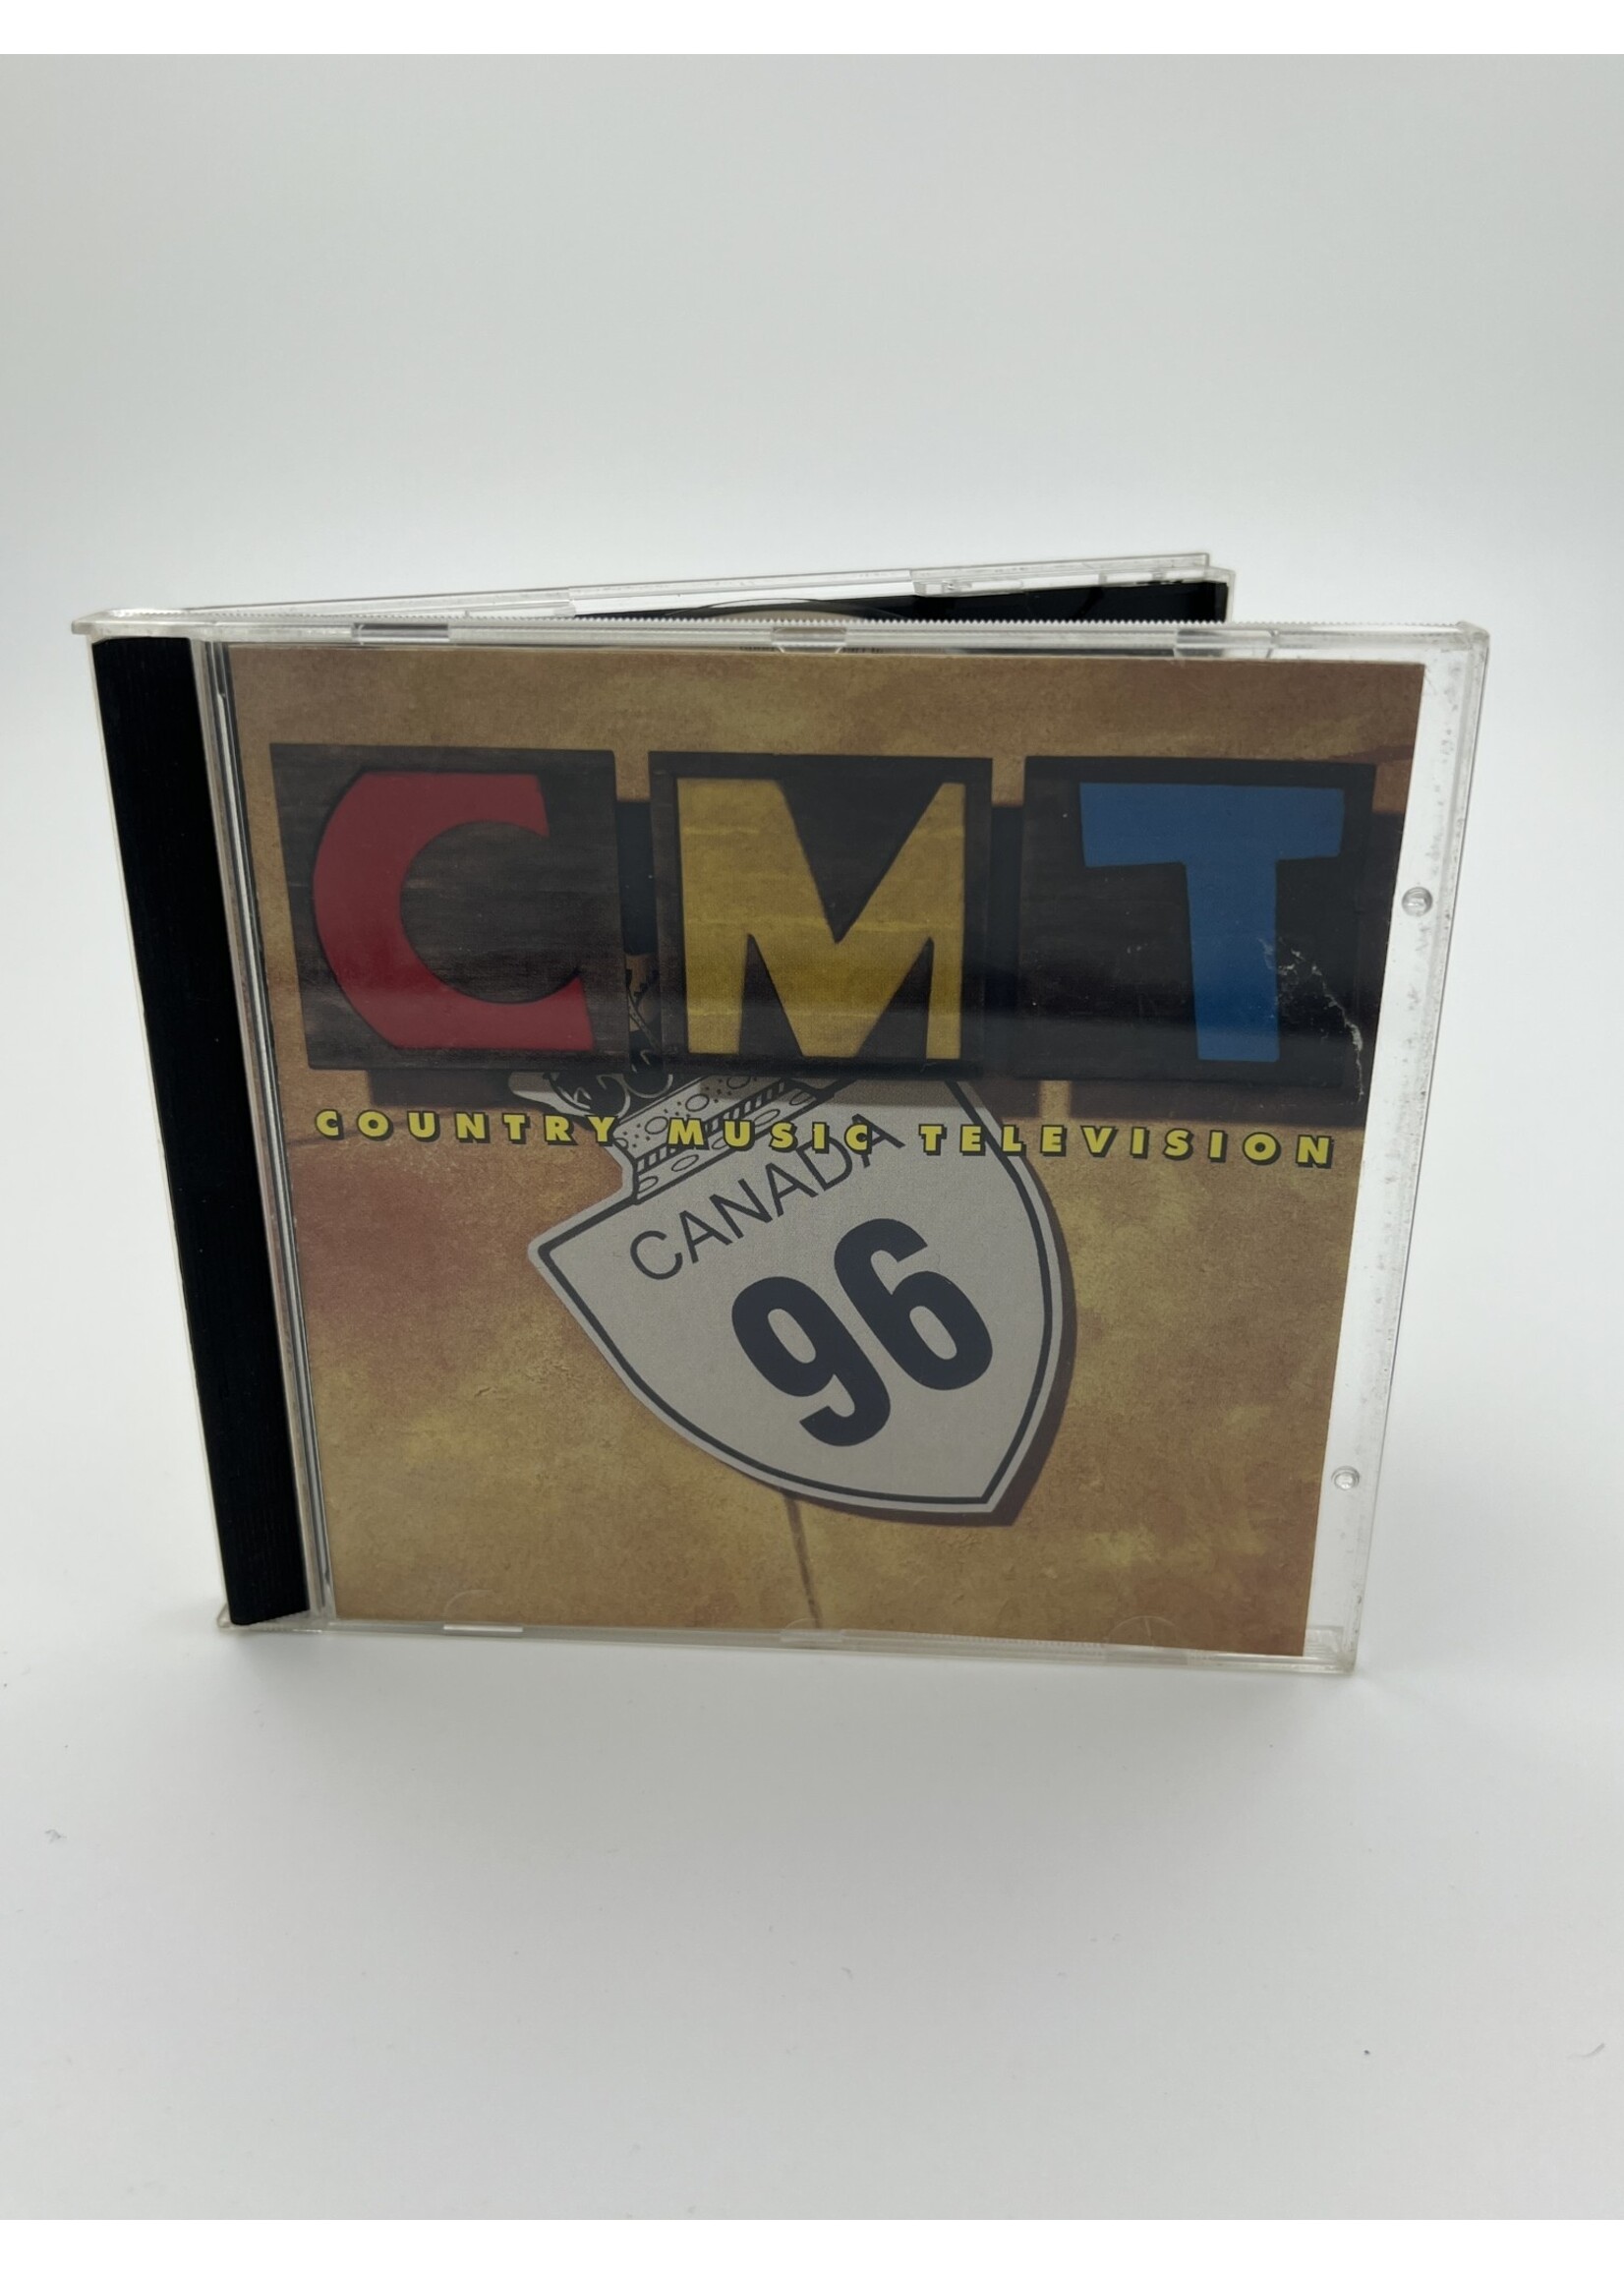 CMT
COUNTRY MUSIC TELEVISION
CANADA
96